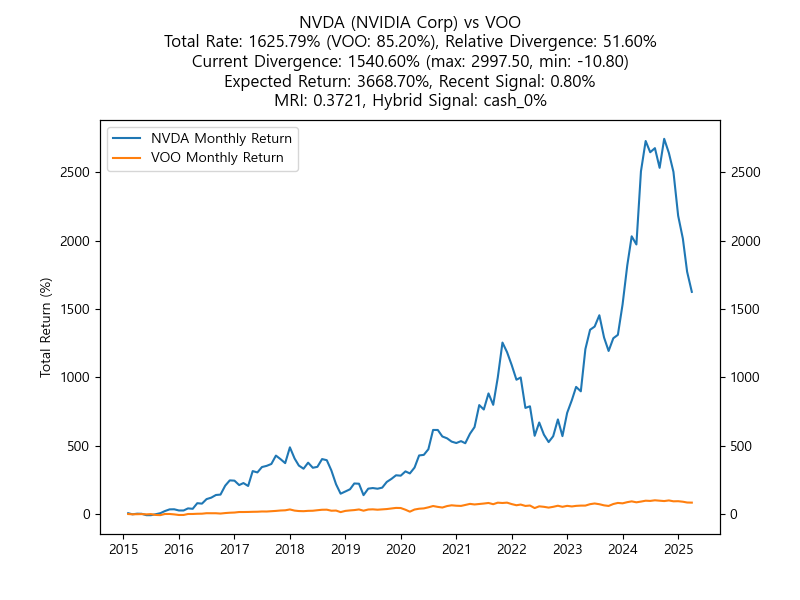 NVDA (NVIDIA Corp) vs VOO
Total Rate: 1625.79% (VOO: 85.20%), Relative Divergence: 51.60%
Current Divergence: 1540.60% (max: 2997.50, min: -10.80)
Expected Return: 3668.70%, Recent Signal: 0.80%
MRI: 0.3721, Hybrid Signal: cash_0%
NVDA Monthly Return
VOO Monthly Return
Total Return (%)
2500 2500
2000 2000
1500 1500
1000 1000
500 500
0 0
2015 2016 2017 2018 2019 2020 2021 2022 2023 2024 2025